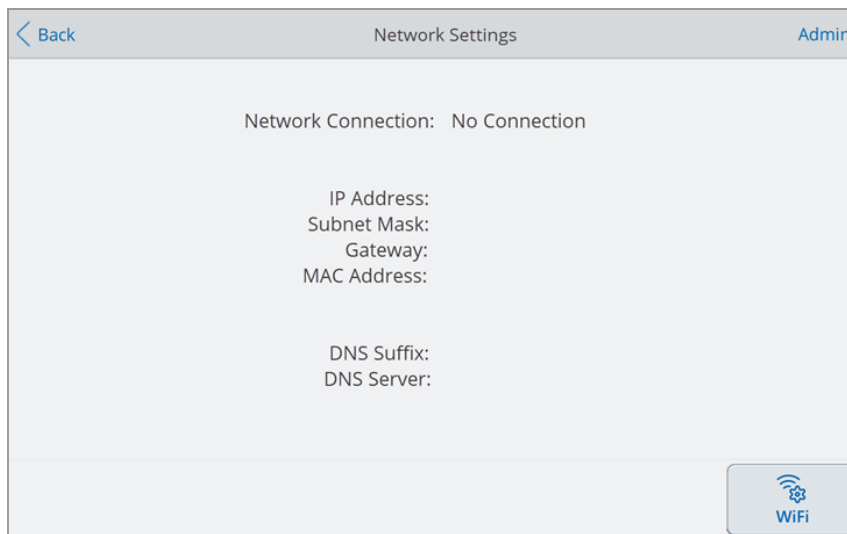 Back Network Settings Admin
Network Connection: No Connection
IP Address:
Subnet Mask:
Gateway:
MAC Address:
DNS Suffix:
DNS Server:
WiFi